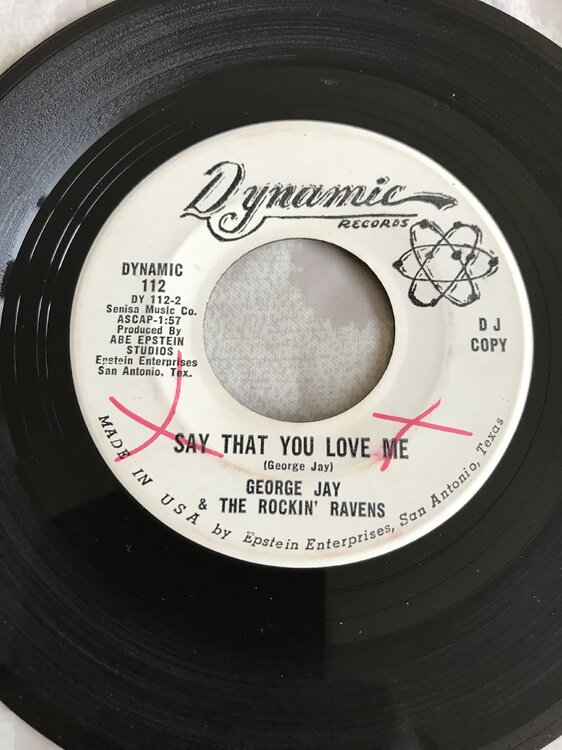 Dynamic
RECORDS
DYNAMIC
112
DY 112-2
Senisa Music Co.
ASCAP-1:57
Produced By
ABE EPSTEIN
STUDIOS
Epstein Enterprises
San Antonio, Tex.
D J
COPY
SAY THAT YOU LOVE ME
(George Jay)
GEORGE JAY
& THE ROCKIN' RAVENS
MADE IN USA by Epstein Enterprises, San Antonio, Texas